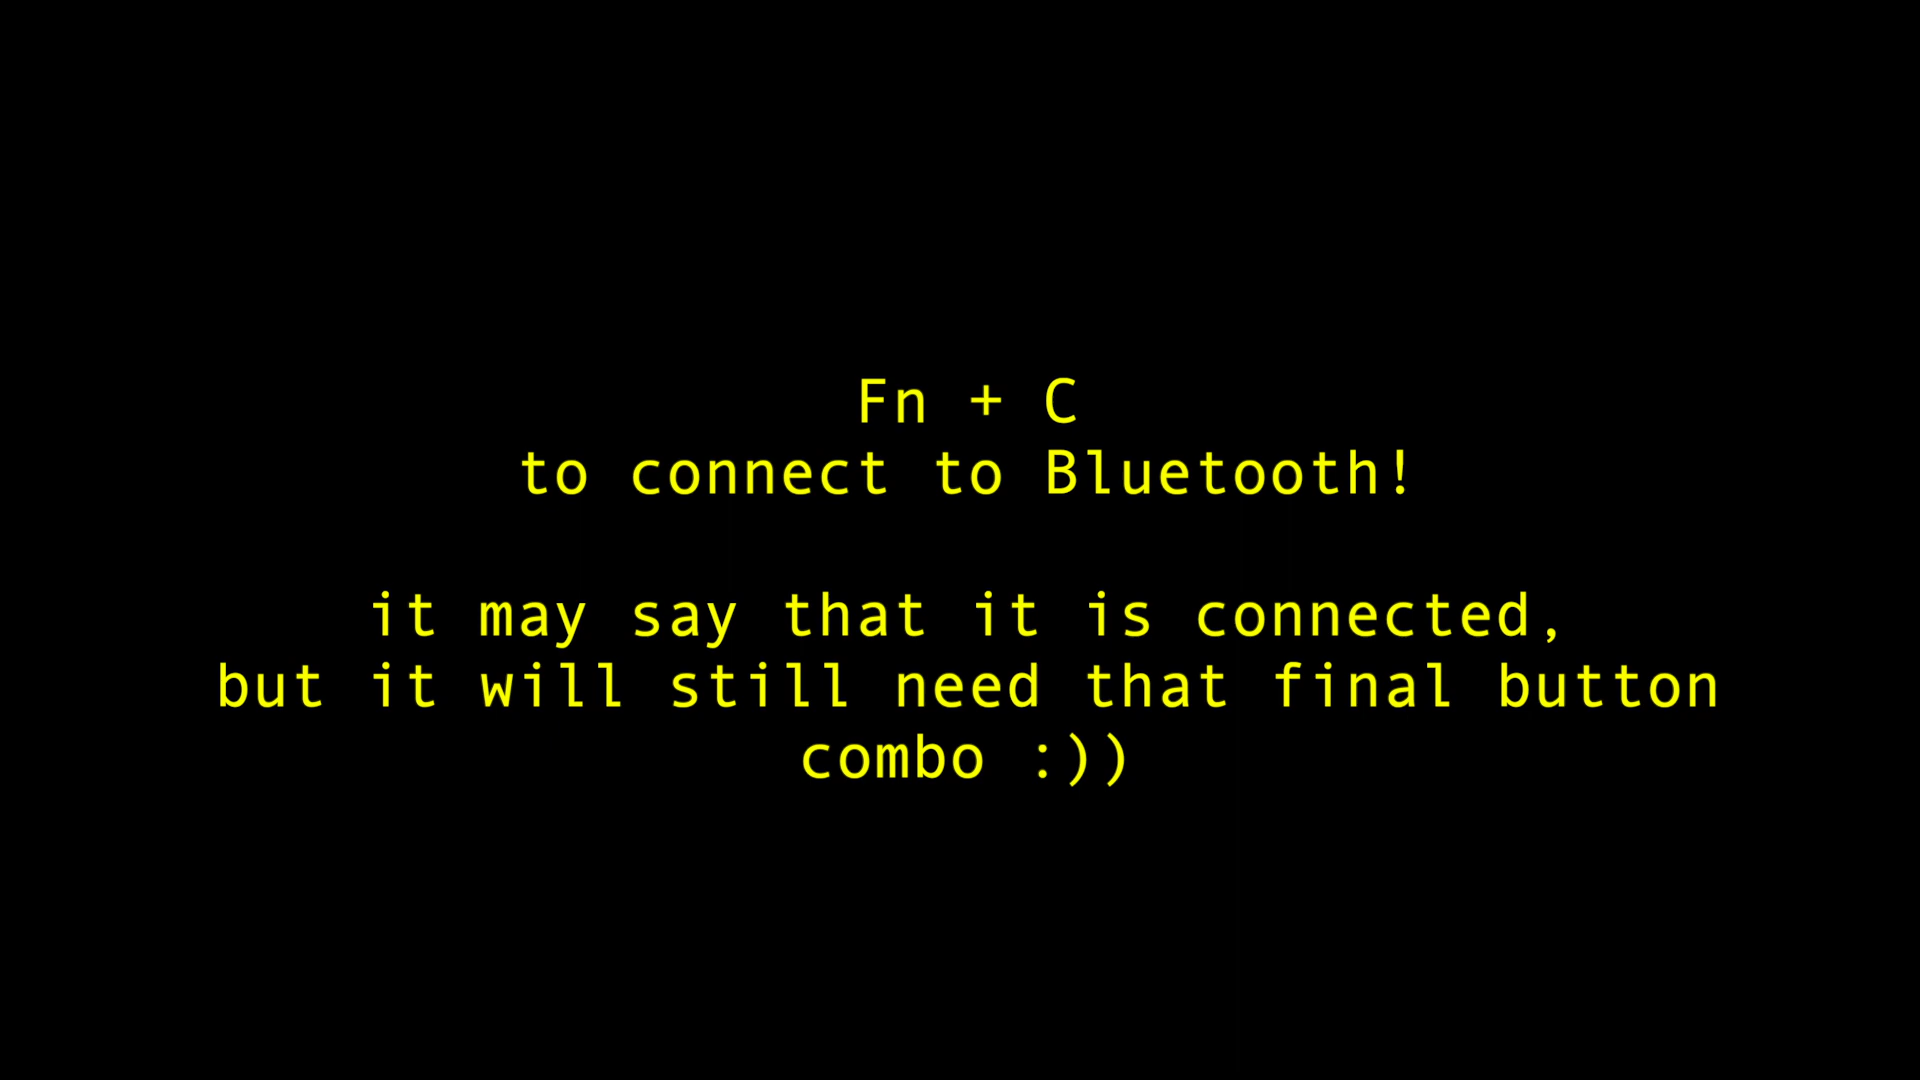 Fn + C
to connect to Bluetooth!
it may say that it is connected,
but it will still need that final button
combo :))